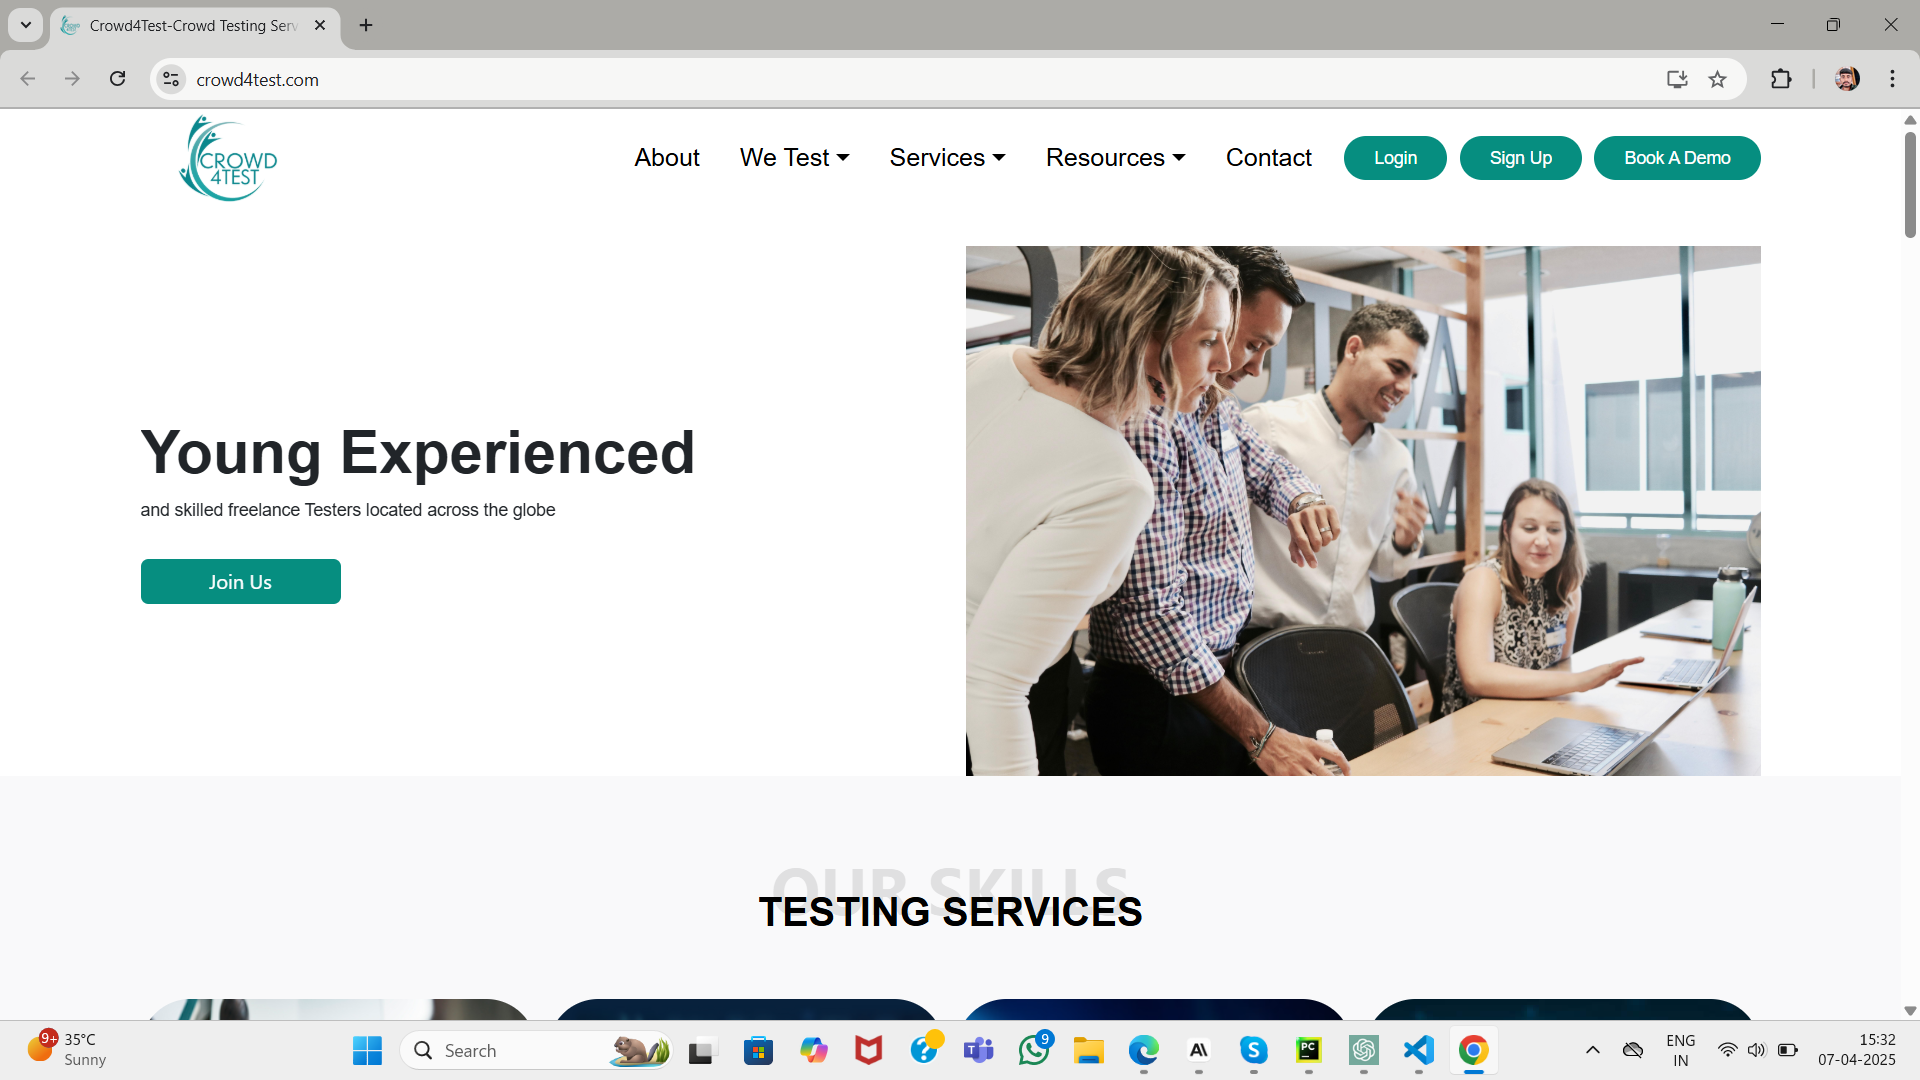 Crowd4Test-Crowd Testing Serv
crowd4test.com
CROWD
4TEST
About
We Test
Services
Resources
Contact
Login
Sign Up
Book A Demo
Young Experienced
and skilled freelance Testers located across the globe
Join Us
OUR SKILLS
TESTING SERVICES
9+
35°C
Sunny
Search
9
PC
ENG
IN
15:32
07-04-2025